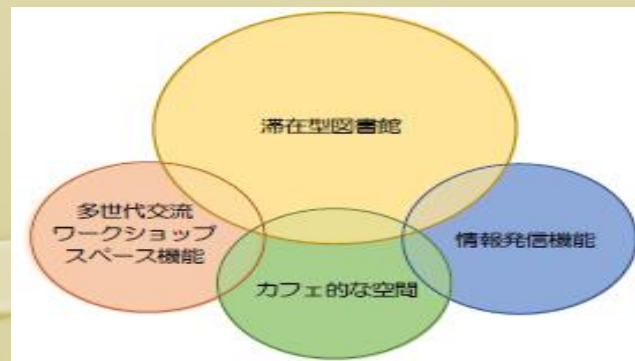 滞在型図書館
多世代交流
ワークショップ
スペース機能
カフェ的な空間
情報発信機能